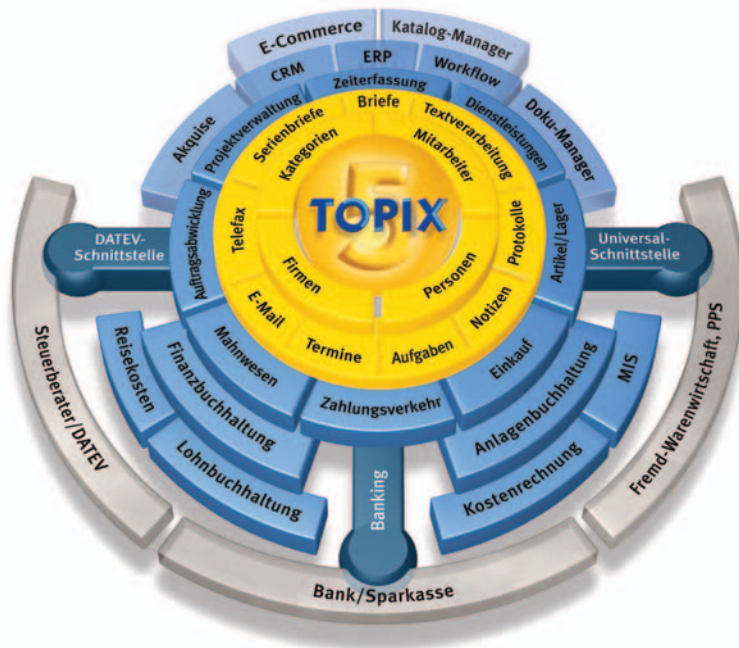 E-Commerce
Katalog-Manager
CRM
ERP
Workflow
Akquise
Projektverwaltung
Zeiterfassung
Dienstleistungen
Doku-Manager
Serienbriefe
Briefe
Textverarbeitung
Kategorien
Mitarbeiter
5
TOPIX
Auftragsabwicklung
Telefax
Protokolle
Artikel/Lager
DATEV-
Schnittstelle
Universal-
Schnittstelle
Firmen
Personen
E-Mail
Termine
Aufgaben
Notizen
Mahnwesen
Zahlungsverkehr
Einkauf
Reisekosten
Finanzbuchhaltung
Lohnbuchhaltung
Anlagenbuchhaltung
MIS
Kostenrechnung
Banking
Steuerberater/DATEV
Bank/Sparkasse
Fremd-Warenwirtschaft, PPS